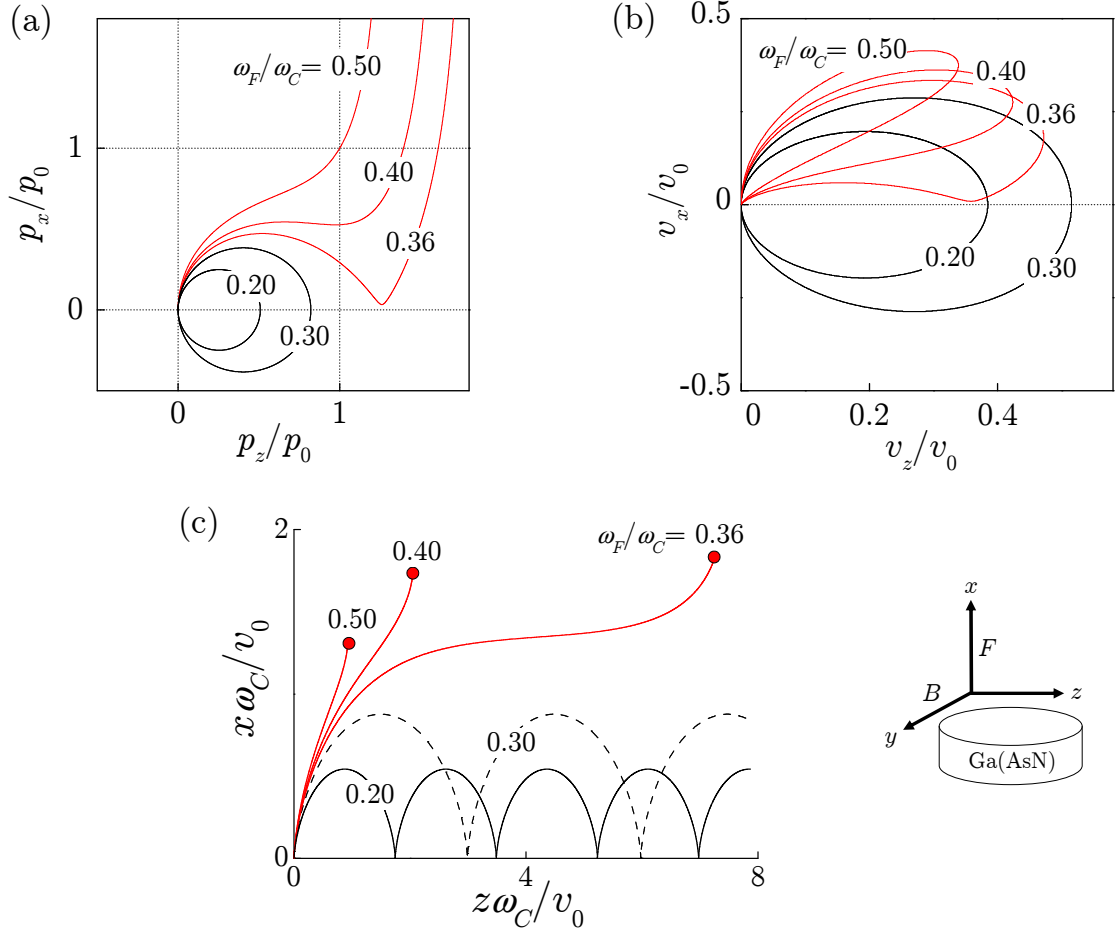 (a)
ω_F/ω_C= 0.50
0.40
0.36
0.20
0.30
1
0
0
1
p_x/p_0
p_z/p_0
(b)
0.5
0
-0.5
ω_F/ω_C= 0.50
0.40
0.36
0.20
0.30
0
0.2
0.4
v_x/v_0
v_z/v_0
(c)
2
0
ω_F/ω_C= 0.36
0.40
0.50
0.30
0.20
0
4
8
xω_C/v_0
zω_C/v_0
x
F
B
z
y
Ga(AsN)